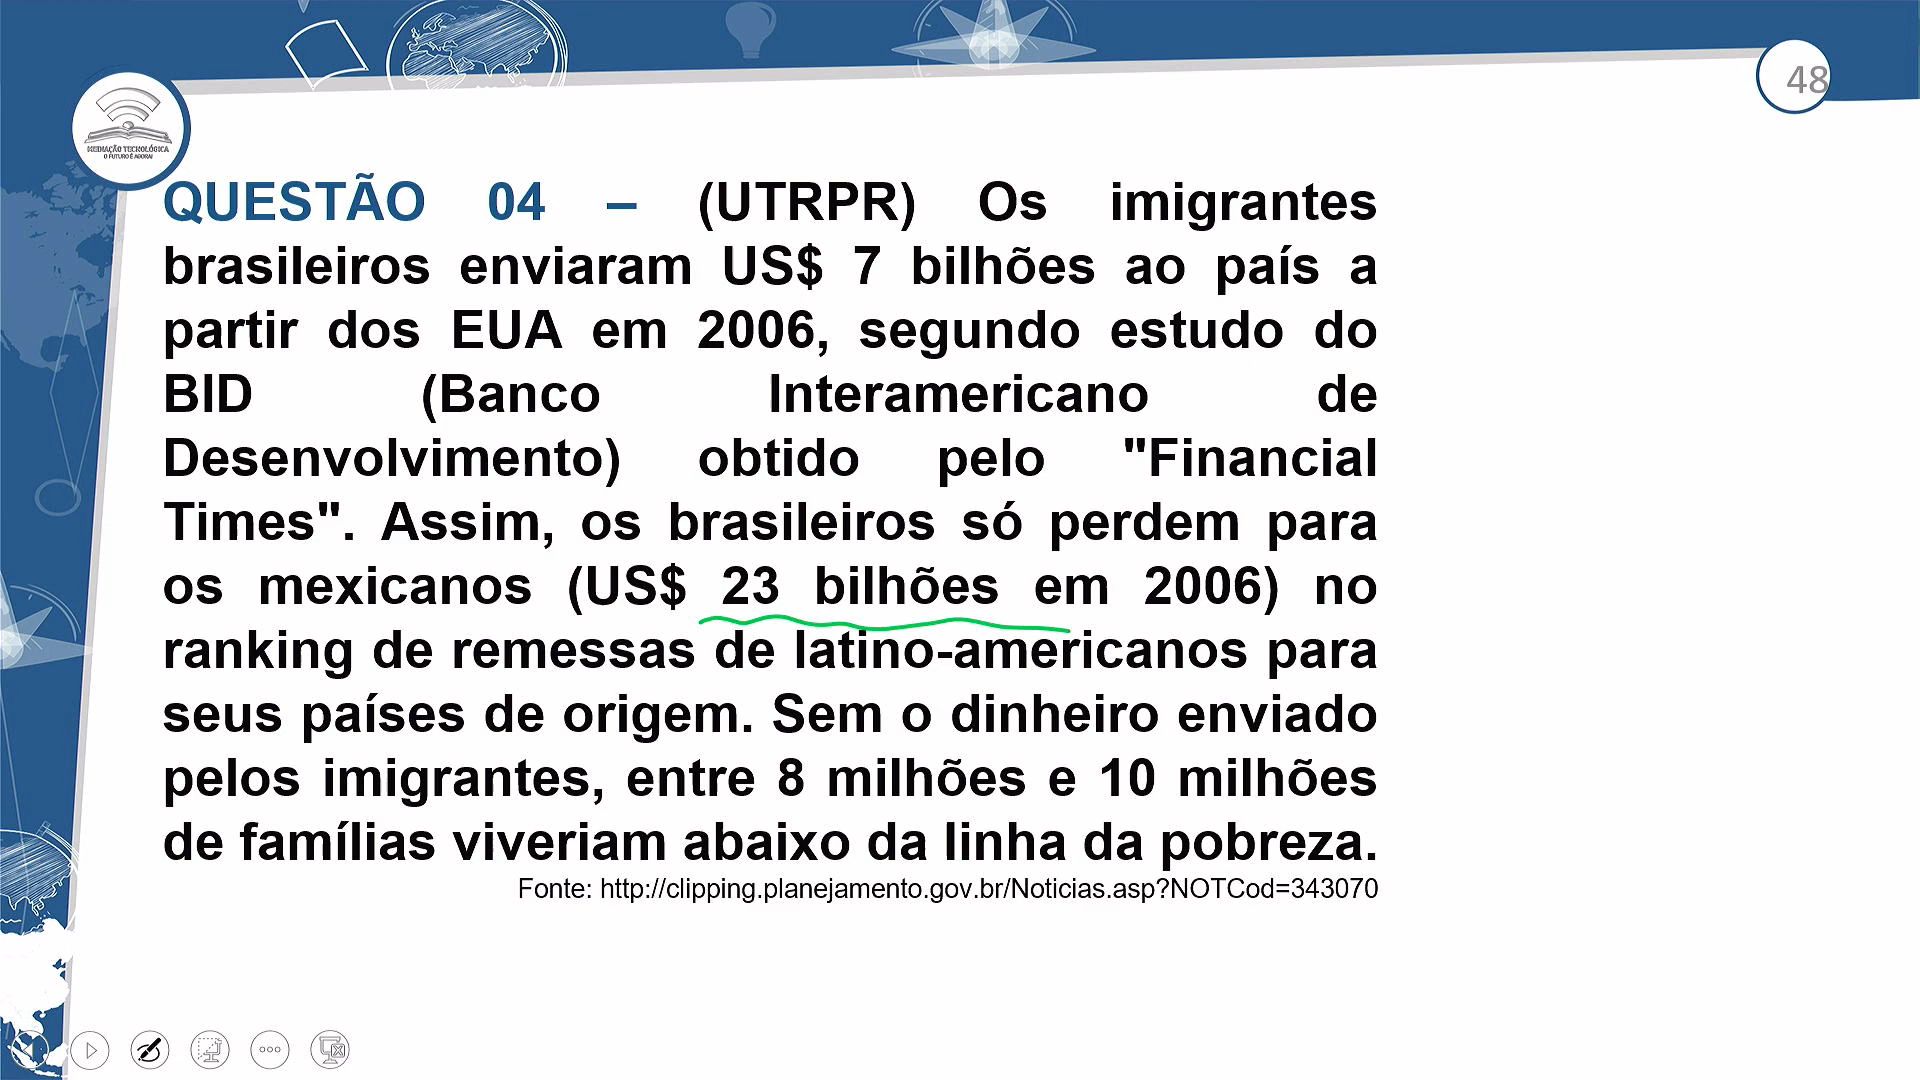 48
MEDIAÇÃO TECNOLÓGICA
O FUTURO É AGORA!
QUESTÃO 04 – (UTRPR) Os imigrantes
brasileiros enviaram US$ 7 bilhões ao país a
partir dos EUA em 2006, segundo estudo do
BID (Banco Interamericano de
Desenvolvimento) obtido pelo "Financial
Times". Assim, os brasileiros só perdem para
os mexicanos (US$ 23 bilhões em 2006) no
ranking de remessas de latino-americanos para
seus países de origem. Sem o dinheiro enviado
pelos imigrantes, entre 8 milhões e 10 milhões
de famílias viveriam abaixo da linha da pobreza.
Fonte: http://clipping.planejamento.gov.br/Noticias.asp?NOTCod=343070